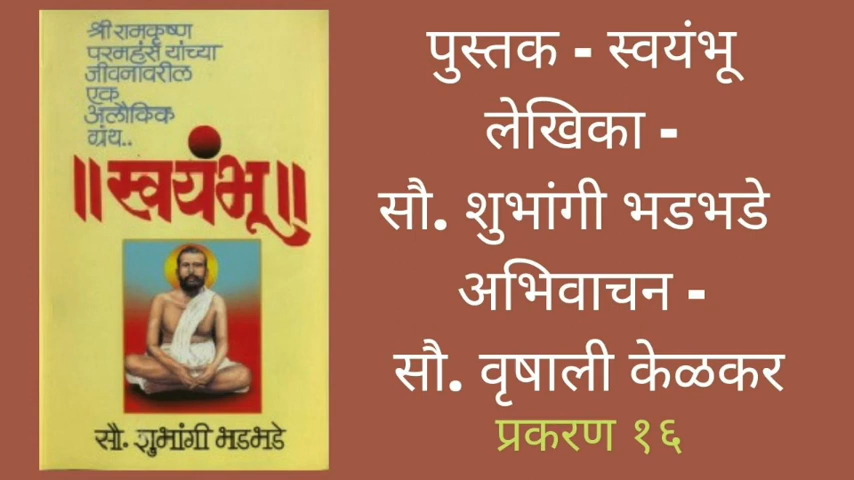 श्री रामकृष्ण
परमहंस यांच्या
जीवनावरील
एक
अलौकिक
ग्रंथ..
॥स्वयंभू॥
सौ. शुभांगी भडभडे
पुस्तक - स्वयंभू
लेखिका -
सौ. शुभांगी भडभडे
अभिवाचन -
सौ. वृषाली केळकर
प्रकरण १६